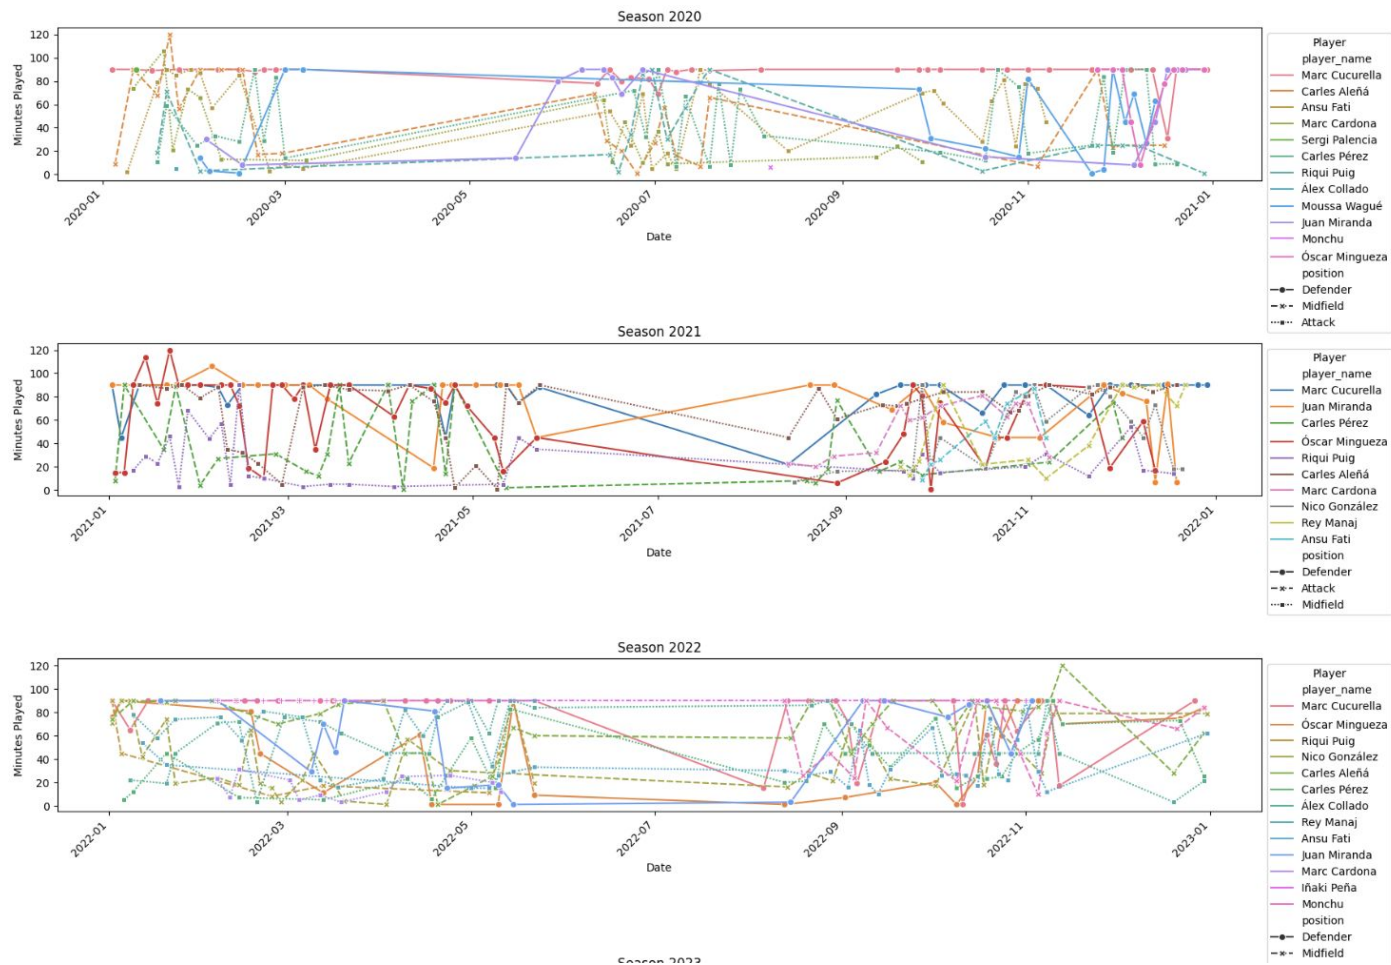 Season 2020
120
100
80
60
40
20
0
Minutes Played
2020-01
2020-03
2020-05
2020-07
2020-09
2020-11
2021-01
Date
Player
player_name
Marc Cucurella
Carles Aleñá
Ansu Fati
Marc Cardona
Sergi Palencia
Carles Pérez
Riqui Puig
Álex Collado
Moussa Wagué
Juan Miranda
Monchu
Óscar Mingueza
position
Defender
Midfield
Attack
Season 2021
120
100
80
60
40
20
0
Minutes Played
2021-01
2021-03
2021-05
2021-07
2021-09
2021-11
2022-01
Date
Player
player_name
Marc Cucurella
Juan Miranda
Carles Pérez
Óscar Mingueza
Riqui Puig
Carles Aleñá
Marc Cardona
Nico González
Rey Manaj
Ansu Fati
position
Defender
Attack
Midfield
Season 2022
120
100
80
60
40
20
0
Minutes Played
2022-01
2022-03
2022-05
2022-07
2022-09
2022-11
2023-01
Date
Player
player_name
Marc Cucurella
Óscar Mingueza
Riqui Puig
Nico González
Carles Aleñá
Carles Pérez
Álex Collado
Rey Manaj
Ansu Fati
Juan Miranda
Marc Cardona
Iñaki Peña
Monchu
position
Defender
Midfield
Season 2023